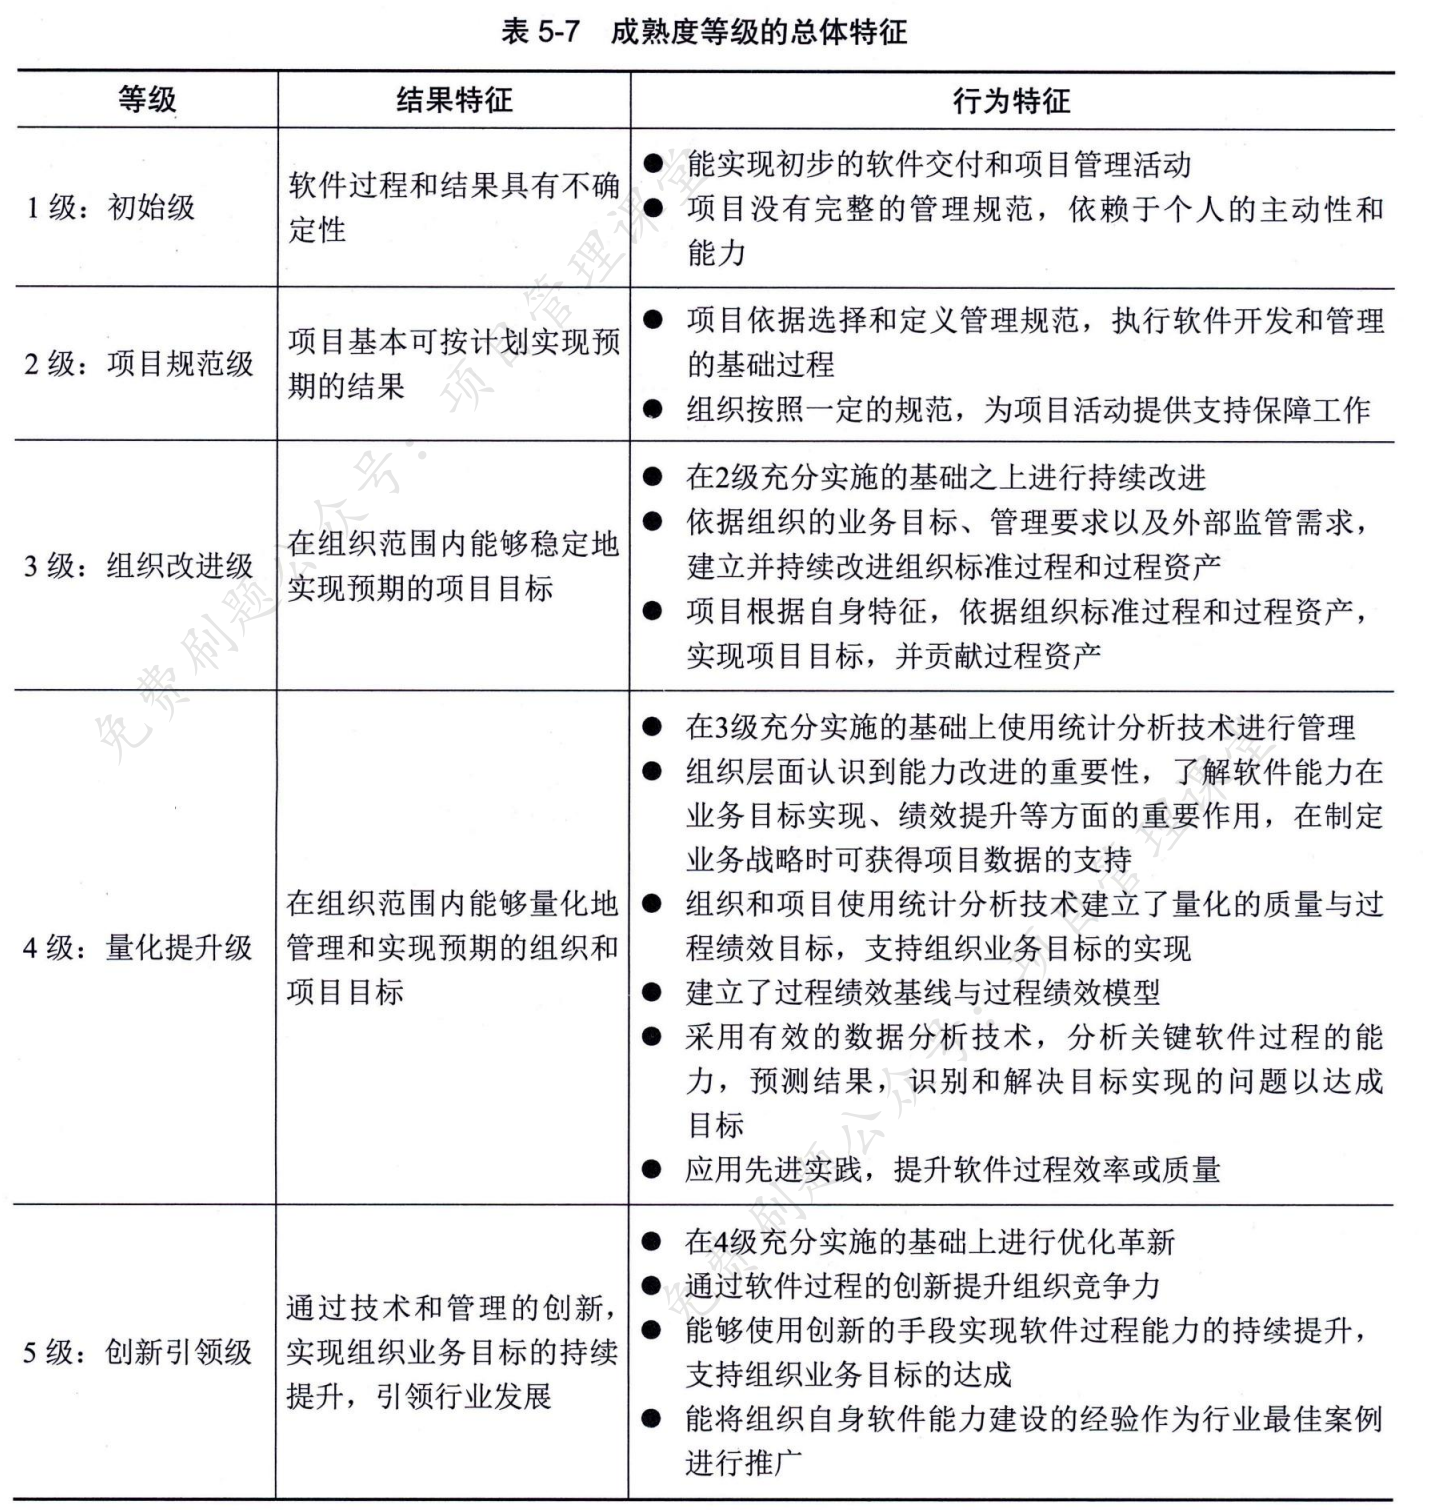 表 5-7 成熟度等级的总体特征
等级
结果特征
行为特征
1 级：初始级
软件过程和结果具有不确
定性
● 能实现初步的软件交付和项目管理活动
● 项目没有完整的管理规范，依赖于个人的主动性和
能力
2 级：项目规范级
项目基本可按计划实现预
期的结果
● 项目依据选择和定义管理规范，执行软件开发和管理
的基础过程
● 组织按照一定的规范，为项目活动提供支持保障工作
3 级：组织改进级
在组织范围内能够稳定地
实现预期的项目目标
● 在2级充分实施的基础之上进行持续改进
● 依据组织的业务目标、管理要求以及外部监管需求，
建立并持续改进组织标准过程和过程资产
● 项目根据自身特征，依据组织标准过程和过程资产，
实现项目目标，并贡献过程资产
4 级：量化提升级
在组织范围内能够量化地
管理和实现预期的组织和
项目目标
● 在3级充分实施的基础上使用统计分析技术进行管理
● 组织层面认识到能力改进的重要性，了解软件能力在
业务目标实现、绩效提升等方面的重要作用，在制定
业务战略时可获得项目数据的支持
● 组织和项目使用统计分析技术建立了量化的质量与过
程绩效目标，支持组织业务目标的实现
● 建立了过程绩效基线与过程绩效模型
● 采用有效的数据分析技术，分析关键软件过程的能
力，预测结果，识别和解决目标实现的问题以达成
目标
● 应用先进实践，提升软件过程效率或质量
5 级：创新引领级
通过技术和管理的创新，
实现组织业务目标的持续
提升，引领行业发展
● 在4级充分实施的基础上进行优化革新
● 通过软件过程的创新提升组织竞争力
● 能够使用创新的手段实现软件过程能力的持续提升，
支持组织业务目标的达成
● 能将组织自身软件能力建设的经验作为行业最佳案例
进行推广
免费刷题公众号：项目管理课堂
免费刷题公众号：项目管理课堂